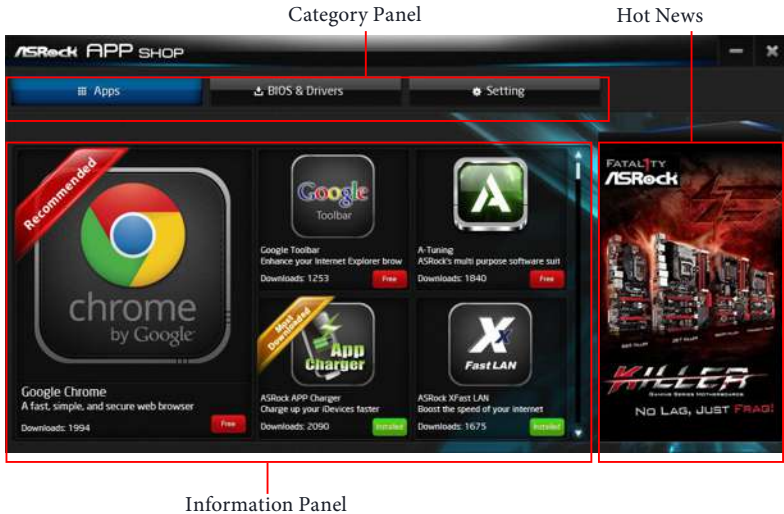 Category Panel
Hot News
ASRock APP SHOP
Apps
BIOS & Drivers
Setting
Recommended
chrome
by Google
Google Chrome
A fast, simple, and secure web browser
Downloads: 1994
Free
Google
Toolbar
Google Toolbar
Enhance your Internet Explorer brow
Downloads: 1253
Free
A
A-Tuning
ASRock's multi purpose software suit
Downloads: 1840
Free
Most
Downloaded
App
Charger
ASRock APP Charger
Charge up your iDevices faster
Downloads: 2090
Installed
X
Fast LAN
ASRock XFast LAN
Boost the speed of your internet
Downloads: 1675
Installed
FATAL1TY
ASRock
KILLER
GAMING SERIES MOTHERBOARDS
NO LAG, JUST FRAG!
Information Panel